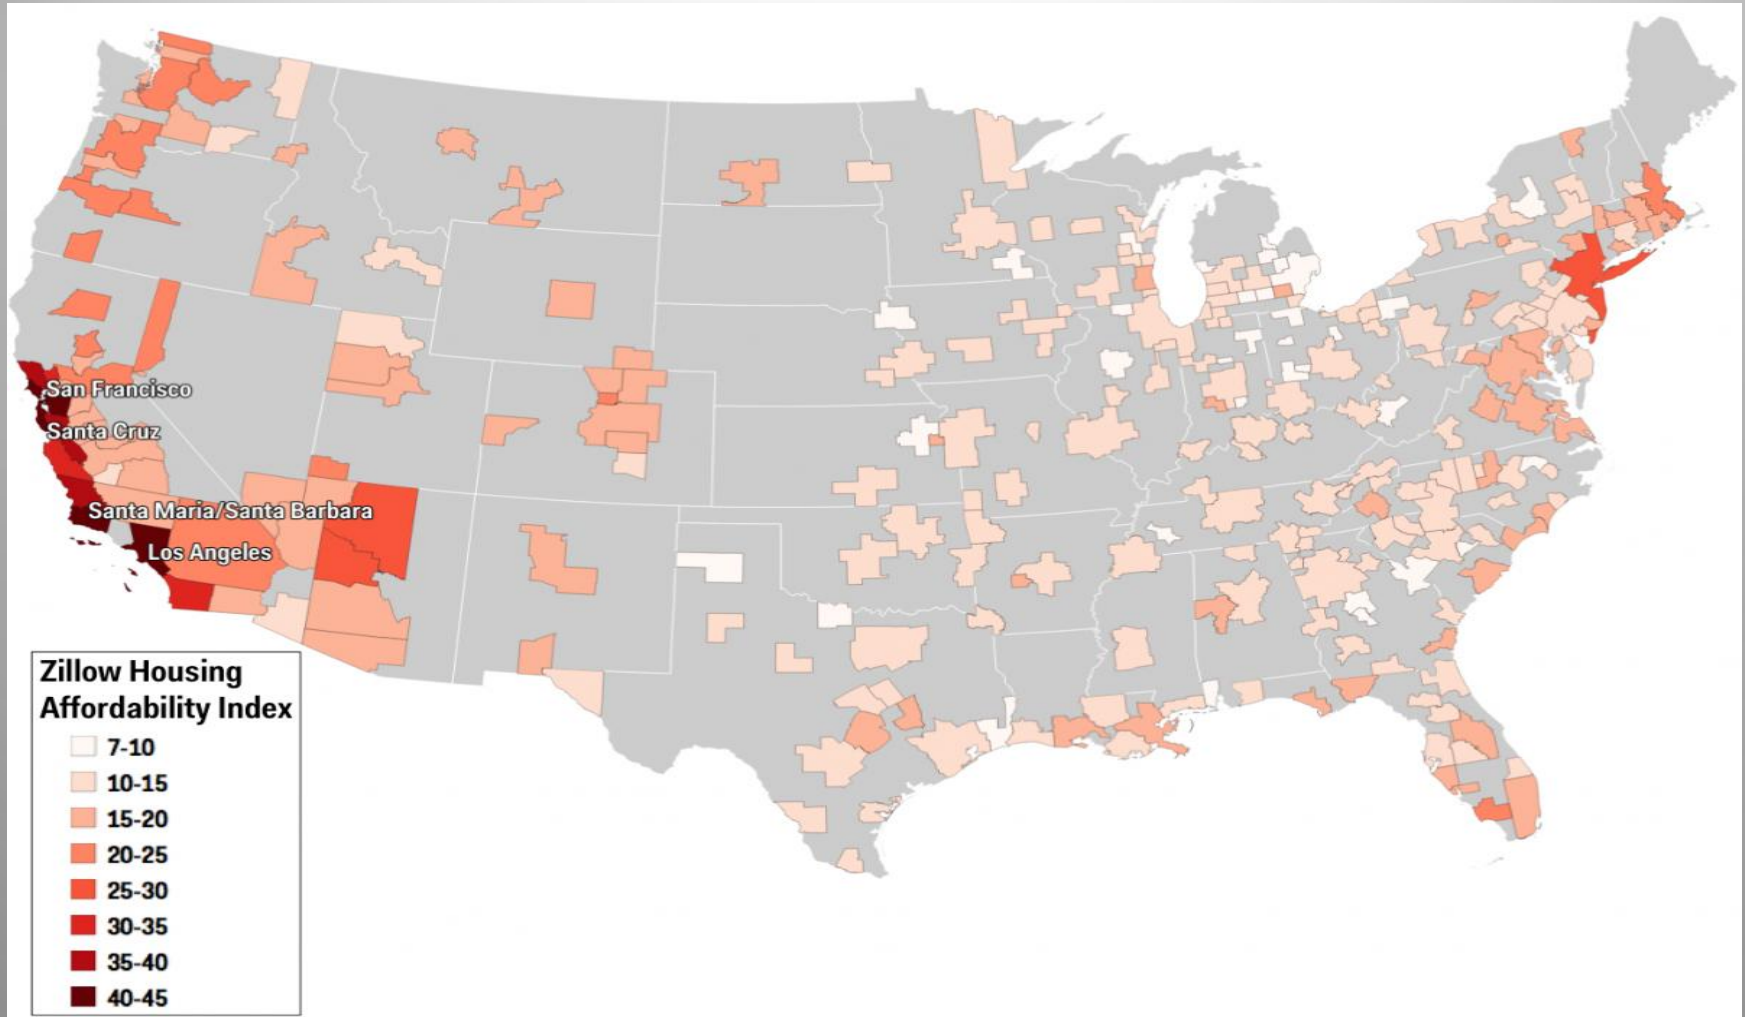 San Francisco
Santa Cruz
Santa Maria/Santa Barbara
Los Angeles
Zillow Housing
Affordability Index
7-10
10-15
15-20
20-25
25-30
30-35
35-40
40-45